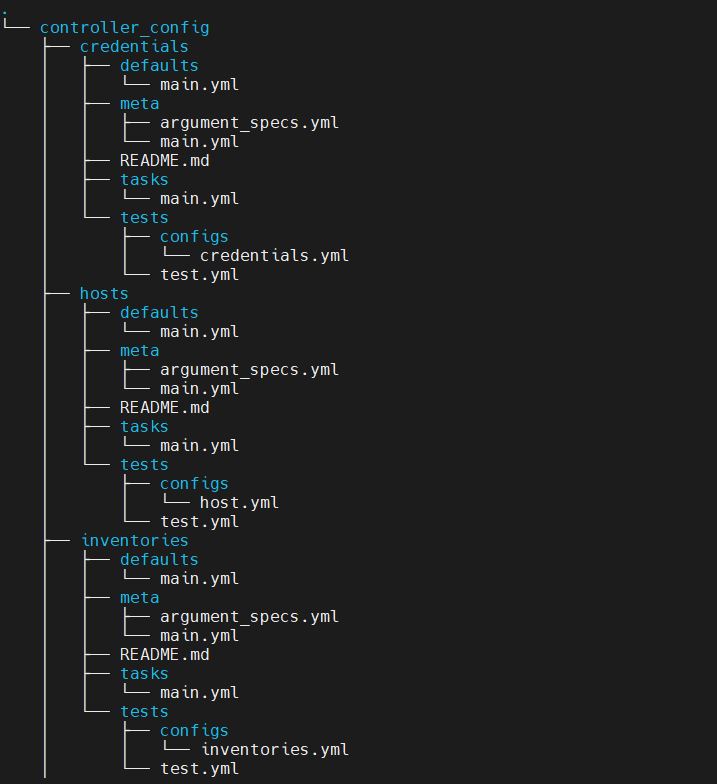 .
└── controller_config
    ├── credentials
    │   ├── defaults
    │   │   └── main.yml
    │   ├── meta
    │   │   ├── argument_specs.yml
    │   │   └── main.yml
    │   ├── README.md
    │   ├── tasks
    │   │   └── main.yml
    │   └── tests
    │       ├── configs
    │       │   └── credentials.yml
    │       └── test.yml
    ├── hosts
    │   ├── defaults
    │   │   └── main.yml
    │   ├── meta
    │   │   ├── argument_specs.yml
    │   │   └── main.yml
    │   ├── README.md
    │   ├── tasks
    │   │   └── main.yml
    │   └── tests
    │       ├── configs
    │       │   └── host.yml
    │       └── test.yml
    ├── inventories
    │   ├── defaults
    │   │   └── main.yml
    │   ├── meta
    │   │   ├── argument_specs.yml
    │   │   └── main.yml
    │   ├── README.md
    │   ├── tasks
    │   │   └── main.yml
    │   └── tests
    │       ├── configs
    │       │   └── inventories.yml
    │       └── test.yml